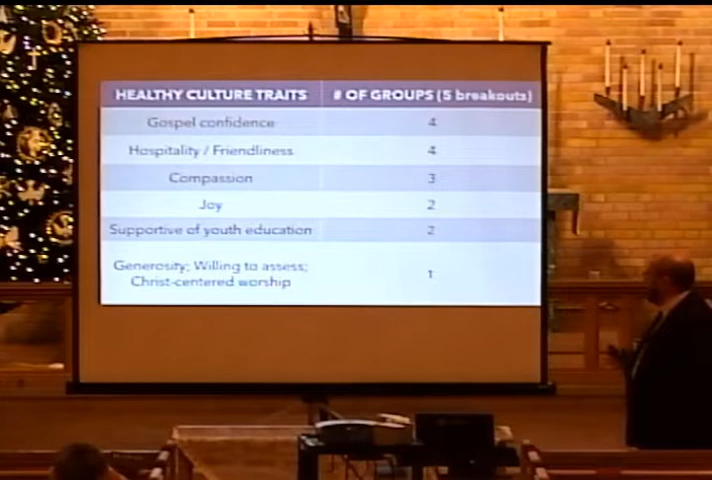 HEALTHY CULTURE TRAITS # OF GROUPS (5 breakouts)
Gospel confidence 4
Hospitality / Friendliness 4
Compassion 3
Joy 2
Supportive of youth education 2
Generosity; Willing to assess;
Christ-centered worship 1